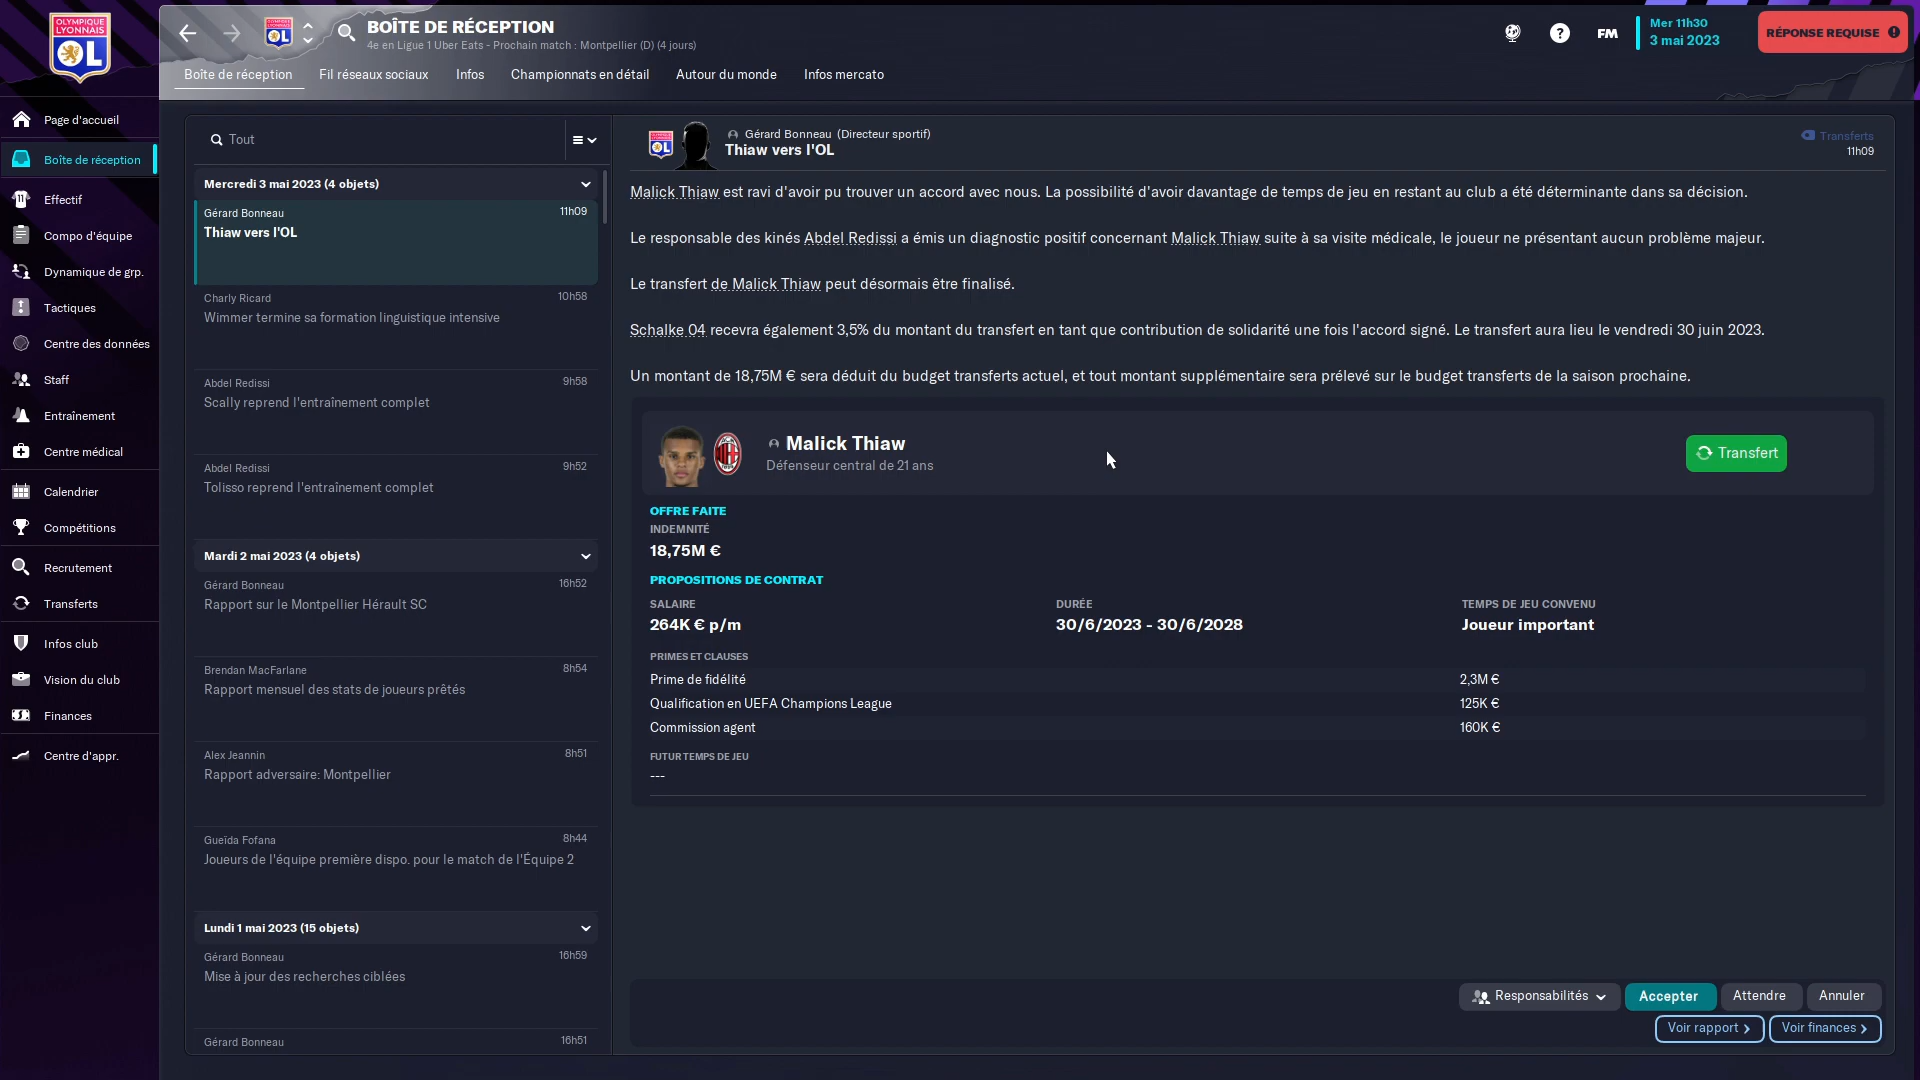 OLYMPIQUE
LYONNAIS
OL
BOÎTE DE RÉCEPTION
4e en Ligue 1 Uber Eats - Prochain match : Montpellier (D) (4 jours)
FM
Mer 11h30
3 mai 2023
RÉPONSE REQUISE
Boîte de réception
Fil réseaux sociaux
Infos
Championnats en détail
Autour du monde
Infos mercato
Page d'accueil
Boîte de réception
Effectif
Compo d'équipe
Dynamique de grp.
Tactiques
Centre des données
Staff
Entraînement
Centre médical
Calendrier
Compétitions
Recrutement
Transferts
Infos club
Vision du club
Finances
Centre d'appr.
Tout
Mercredi 3 mai 2023 (4 objets)
Gérard Bonneau 11h09
Thiaw vers l'OL
Charly Ricard 10h58
Wimmer termine sa formation linguistique intensive
Abdel Redissi 9h58
Scally reprend l'entraînement complet
Abdel Redissi 9h52
Tolisso reprend l'entraînement complet
Mardi 2 mai 2023 (4 objets)
Gérard Bonneau 16h52
Rapport sur le Montpellier Hérault SC
Brendan MacFarlane 8h54
Rapport mensuel des stats de joueurs prêtés
Alex Jeannin 8h51
Rapport adversaire: Montpellier
Gueïda Fofana 8h44
Joueurs de l'équipe première dispo. pour le match de l'Équipe 2
Lundi 1 mai 2023 (15 objets)
Gérard Bonneau 16h59
Mise à jour des recherches ciblées
Gérard Bonneau 16h51
Gérard Bonneau (Directeur sportif)
Thiaw vers l'OL
Transferts
11h09
Malick Thiaw est ravi d'avoir pu trouver un accord avec nous. La possibilité d'avoir davantage de temps de jeu en restant au club a été déterminante dans sa décision.
Le responsable des kinés Abdel Redissi a émis un diagnostic positif concernant Malick Thiaw suite à sa visite médicale, le joueur ne présentant aucun problème majeur.
Le transfert de Malick Thiaw peut désormais être finalisé.
Schalke 04 recevra également 3,5% du montant du transfert en tant que contribution de solidarité une fois l'accord signé. Le transfert aura lieu le vendredi 30 juin 2023.
Un montant de 18,75M € sera déduit du budget transferts actuel, et tout montant supplémentaire sera prélevé sur le budget transferts de la saison prochaine.
Malick Thiaw
Défenseur central de 21 ans
Transfert
OFFRE FAITE
INDEMNITÉ
18,75M €
PROPOSITIONS DE CONTRAT
SALAIRE DURÉE TEMPS DE JEU CONVENU
264K € p/m 30/6/2023 - 30/6/2028 Joueur important
PRIMES ET CLAUSES
Prime de fidélité 2,3M €
Qualification en UEFA Champions League 125K €
Commission agent 160K €
FUTUR TEMPS DE JEU
---
Responsabilités Accepter Attendre Annuler
Voir rapport Voir finances